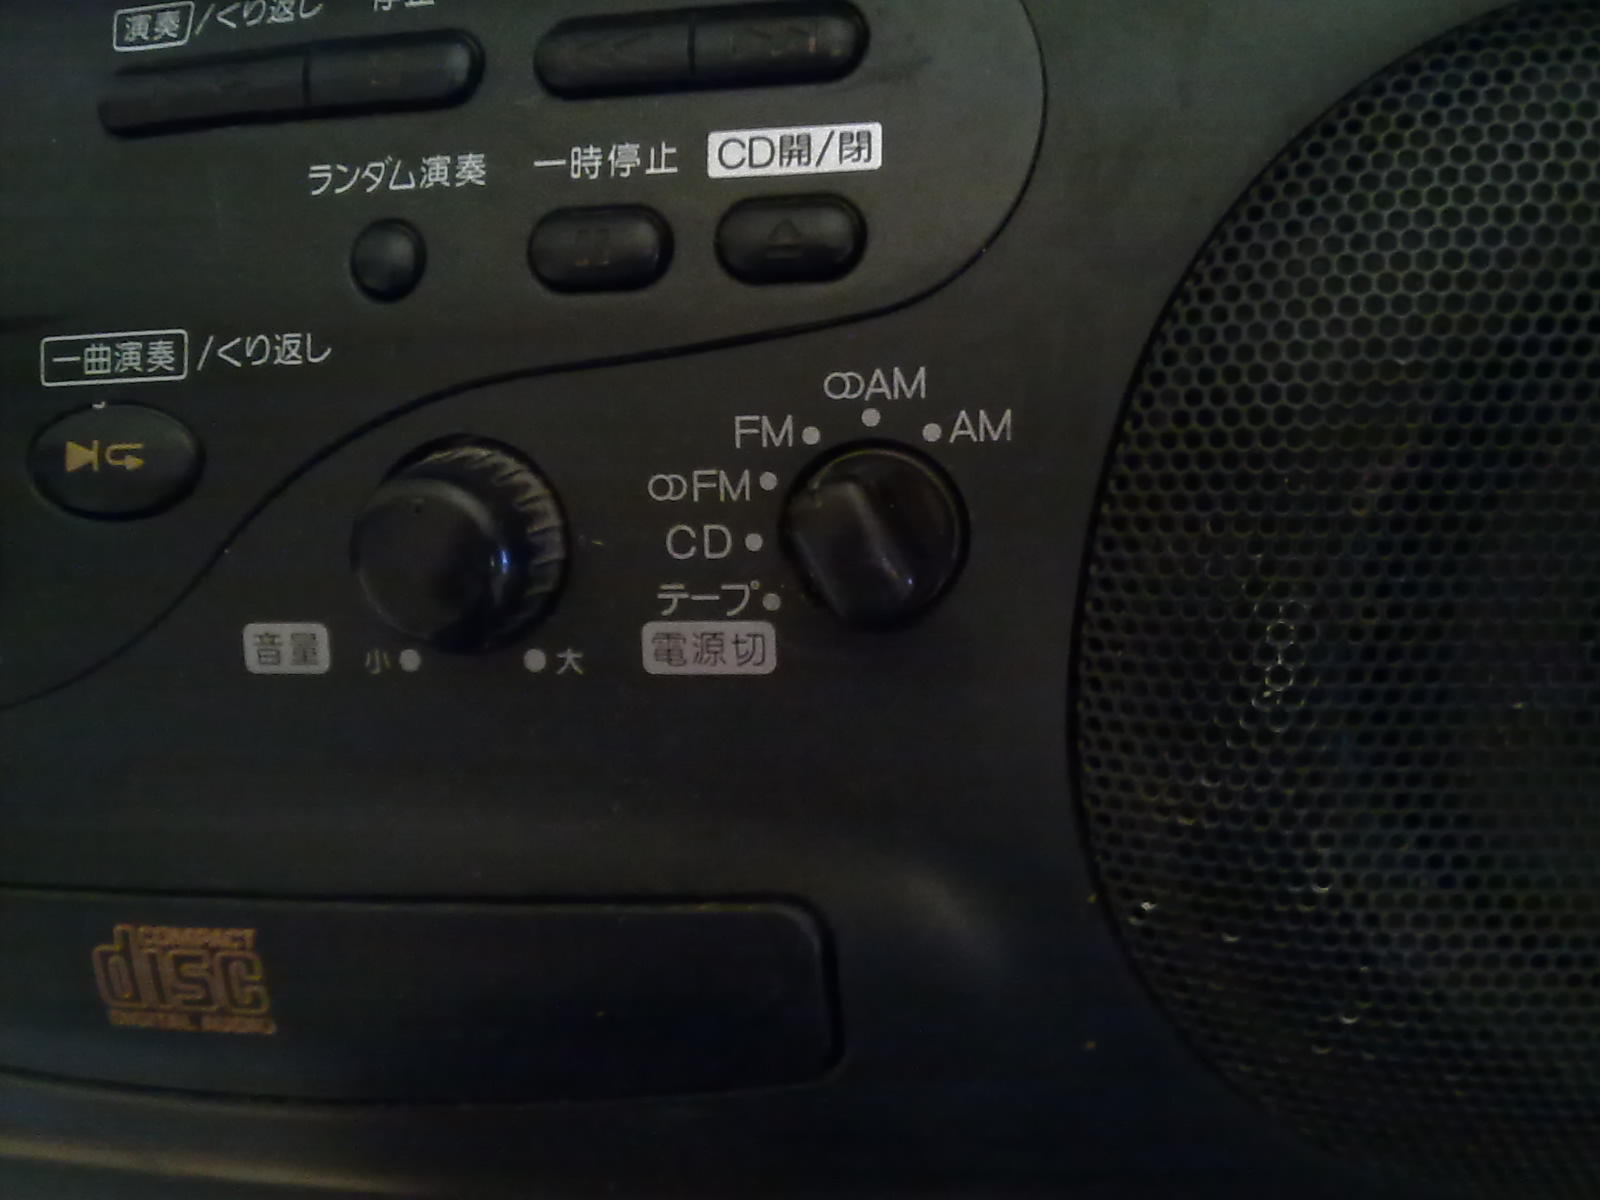 演奏/くり返し 停止
ランダム演奏 一時停止 CD開/閉
一曲演奏/くり返し
ꝏAM
FM AM
ꝏFM
CD
テープ
音量 小 大 電源切
COMPACT
disc
DIGITAL AUDIO